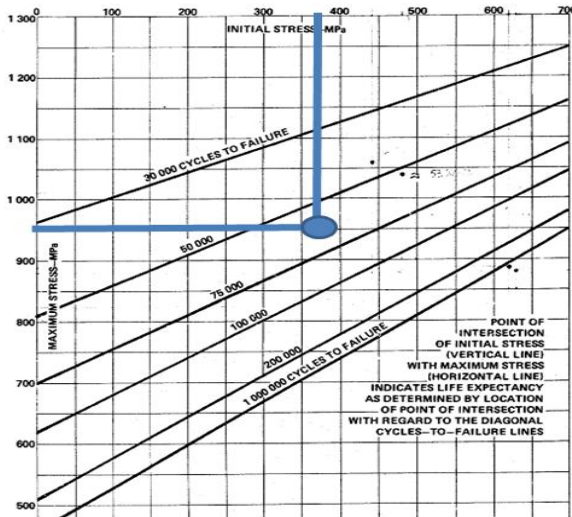 0 100 200 300 400 500 600 700
1 300
INITIAL STRESS—MPa
1 200
1 100
30 000 CYCLES TO FAILURE
1 000
900
50 000
MAXIMUM STRESS—MPa
75 000
800
100 000
200 000
1 000 000 CYCLES TO FAILURE
700
600
500
POINT OF
INTERSECTION
OF INITIAL STRESS
(VERTICAL LINE)
WITH MAXIMUM STRESS
(HORIZONTAL LINE)
INDICATES LIFE EXPECTANCY
AS DETERMINED BY LOCATION
OF POINT OF INTERSECTION
WITH REGARD TO THE DIAGONAL
CYCLES—TO—FAILURE LINES